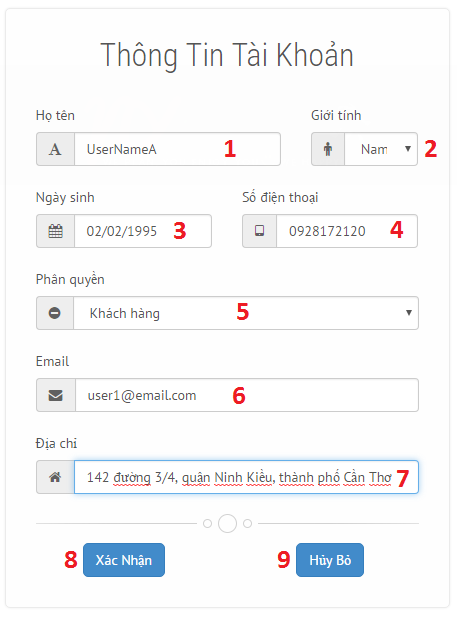 Thông Tin Tài Khoản
Họ tên Giới tính
A UserNameA 1 Nam 2
Ngày sinh Số điện thoại
02/02/1995 3 0928172120 4
Phân quyền
Khách hàng 5
Email
user1@email.com 6
Địa chỉ
142 đường 3/4, quận Ninh Kiều, thành phố Cần Thơ 7
8 Xác Nhận 9 Hủy Bỏ